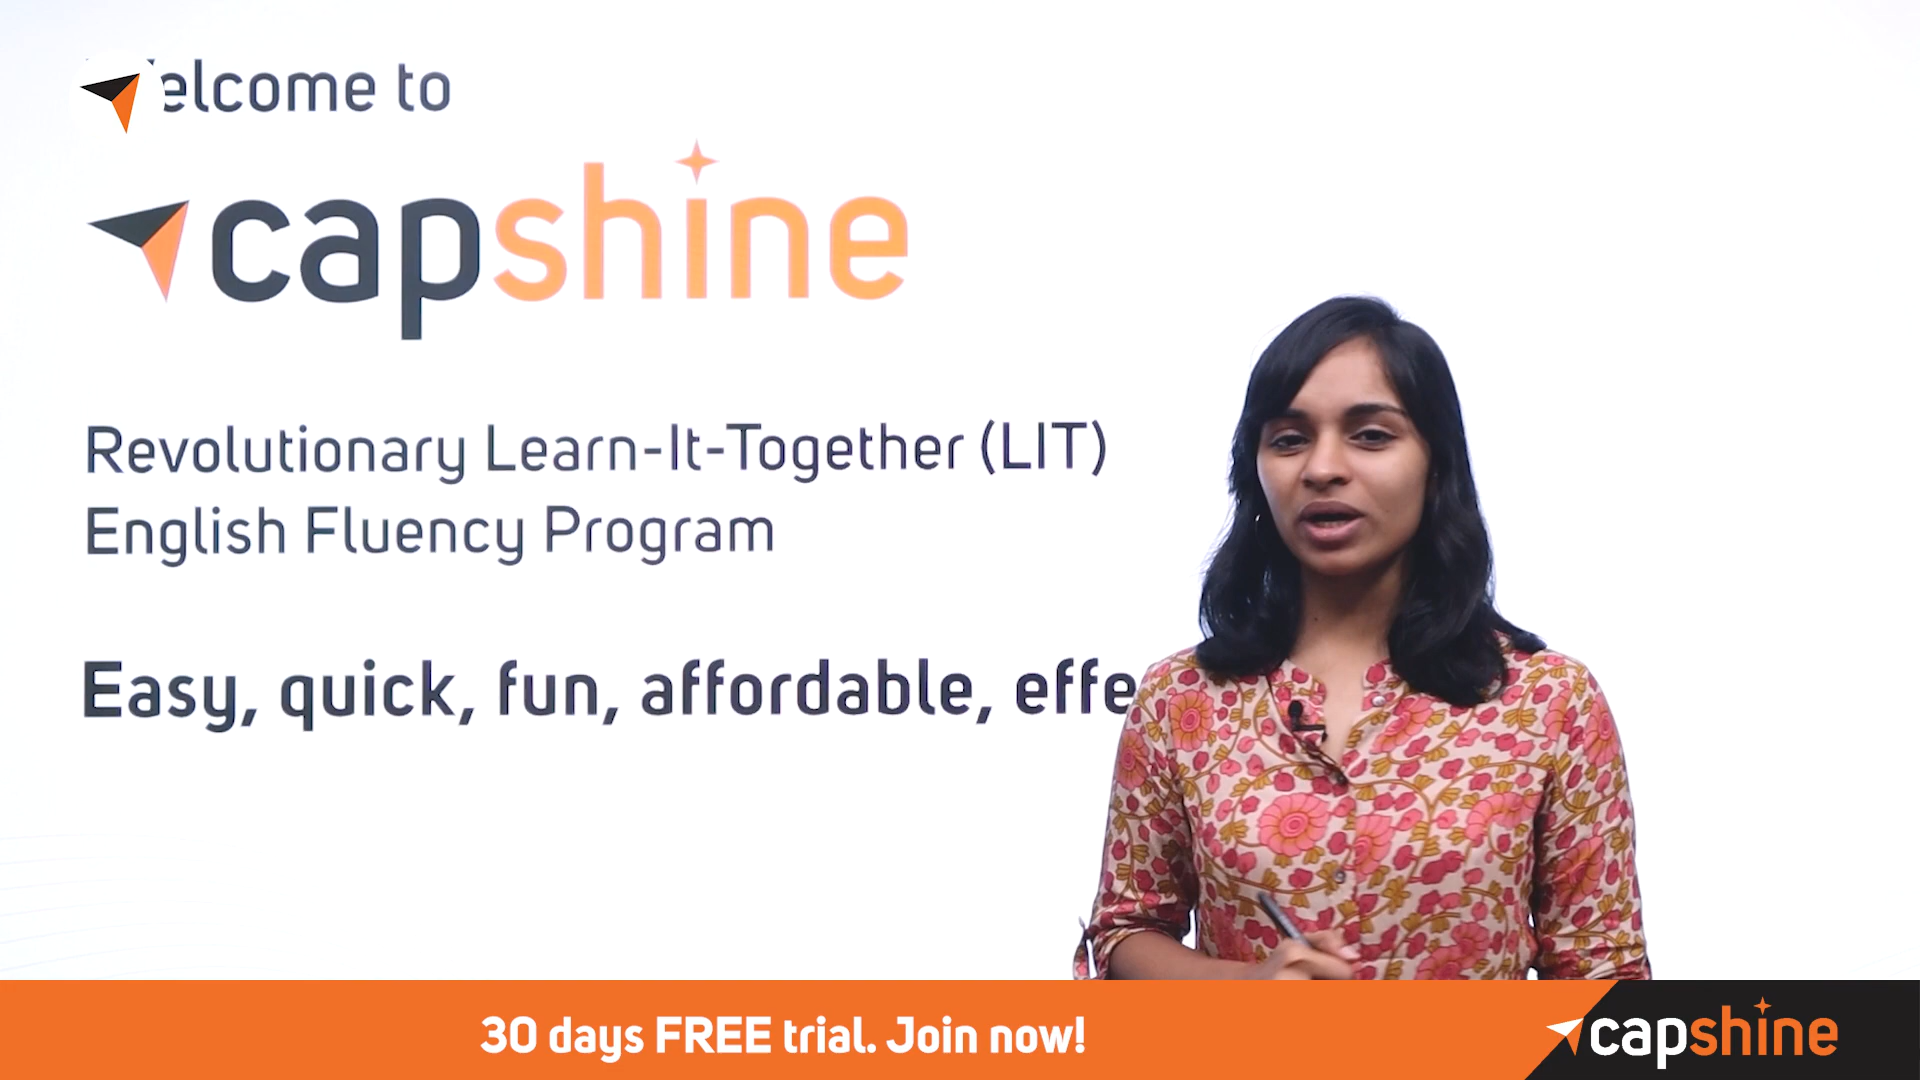 elcome to
capshine
Revolutionary Learn-It-Together (LIT)
English Fluency Program
Easy, quick, fun, affordable, effe
30 days FREE trial. Join now!
capshine